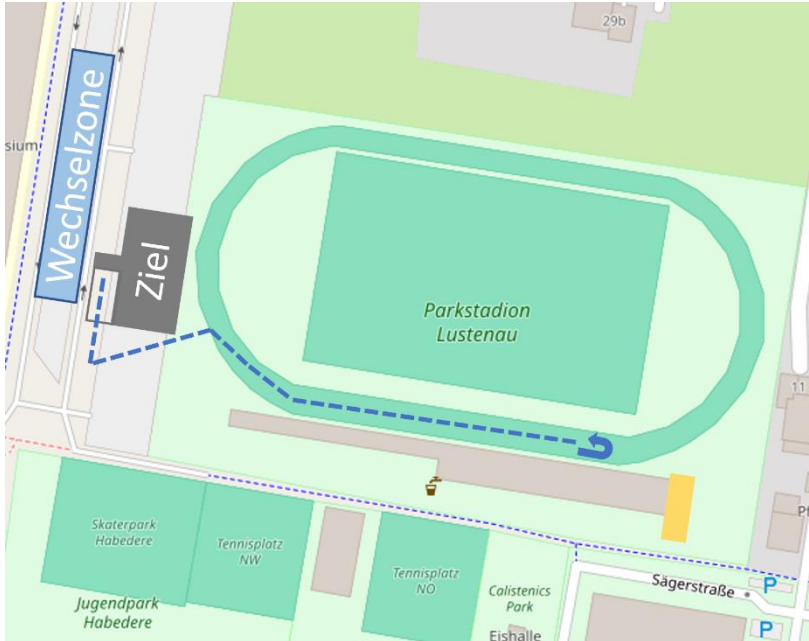 29b
sium
Wechselzone
Ziel
Parkstadion
Lustenau
11
Skaterpark
Habedere
Tennisplatz
NW
Tennisplatz
NO
Pf
Jugendpark
Habedere
Calistenics
Park
Sägerstraße
P
P
Eishalle